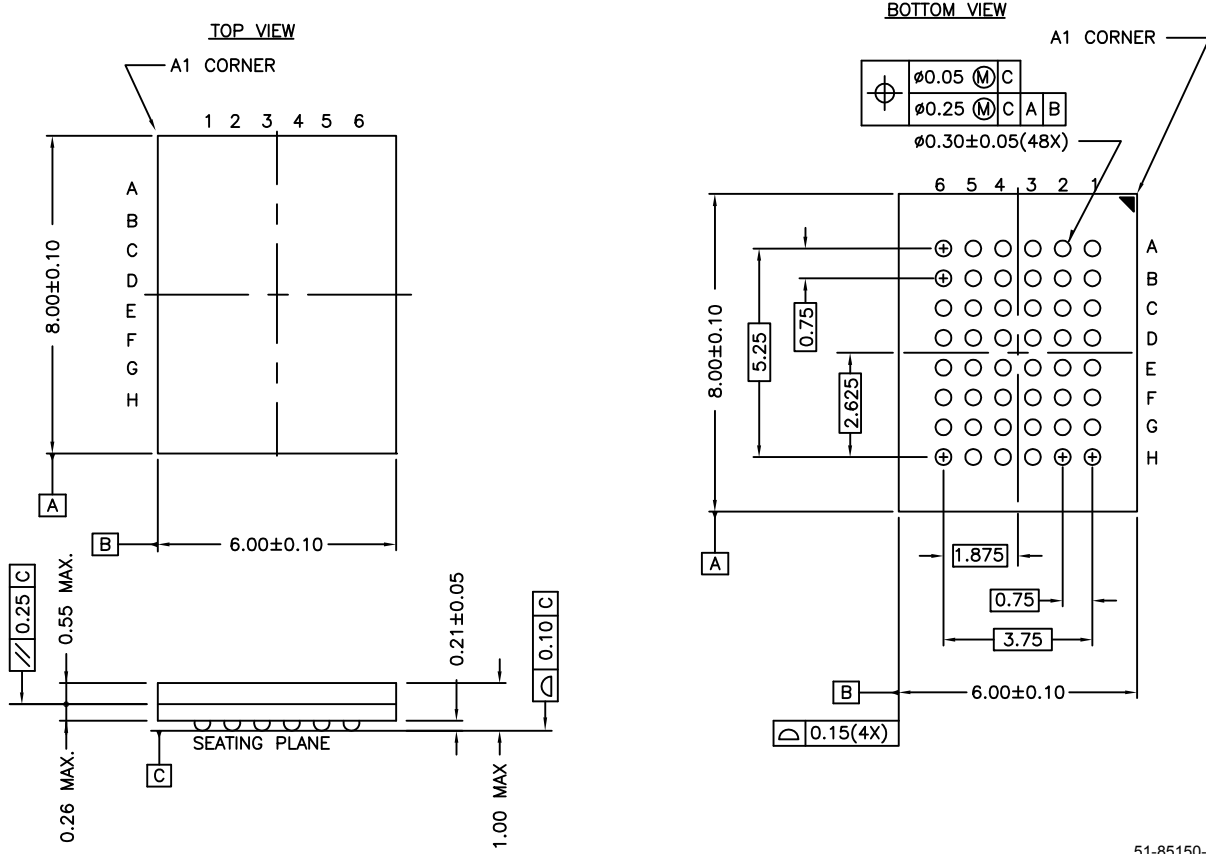 TOP VIEW
A1 CORNER
1 2 3 4 5 6
A
B
C
D
E
F
G
H
8.00±0.10
A
B
6.00±0.10
// 0.25 C
0.55 MAX.
0.21±0.05
0.10 C
SEATING PLANE
C
0.26 MAX.
1.00 MAX
BOTTOM VIEW
A1 CORNER
ø0.05 Ⓜ C
ø0.25 Ⓜ C A B
ø0.30±0.05(48X)
6 5 4 3 2 1
A
B
C
D
E
F
G
H
8.00±0.10
5.25
0.75
2.625
A
1.875
0.75
3.75
B
6.00±0.10
0.15(4X)
51-85150-